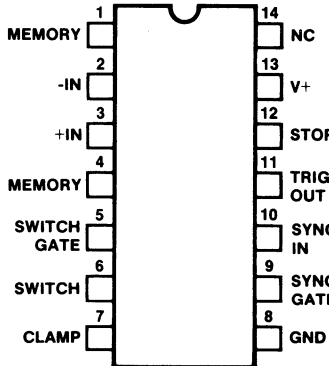 1
MEMORY
2
-IN
3
+IN
4
MEMORY
5
SWITCH
GATE
6
SWITCH
7
CLAMP
14
NC
13
V+
12
11
TRIG
OUT
10
SYNC
IN
9
SYNC
GATE
8
GND